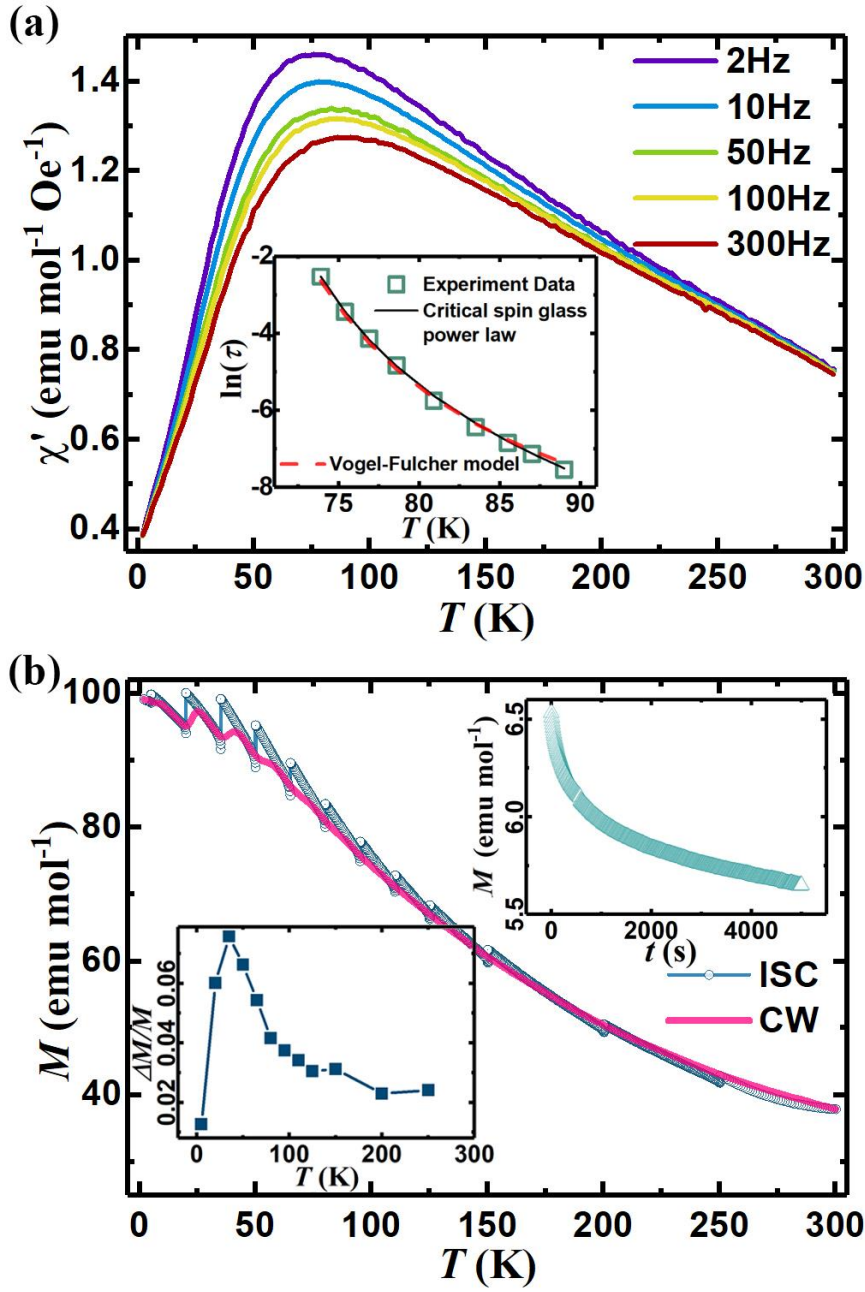 (a)
χ' (emu mol⁻¹ Oe⁻¹)
1.4
1.2
1.0
0.8
0.6
0.4
2Hz
10Hz
50Hz
100Hz
300Hz
ln(τ)
-2
-4
-6
-8
Experiment Data
Critical spin glass
power law
Vogel-Fulcher model
75 80 85 90
T (K)
0 50 100 150 200 250 300
T (K)
(b)
M (emu mol⁻¹)
100
80
60
40
M (emu mol⁻¹)
6.5
6.0
5.5
0 2000 4000
t (s)
ISC
CW
ΔM/M
0.06
0.04
0.02
0 100 200 300
T (K)
0 50 100 150 200 250 300
T (K)